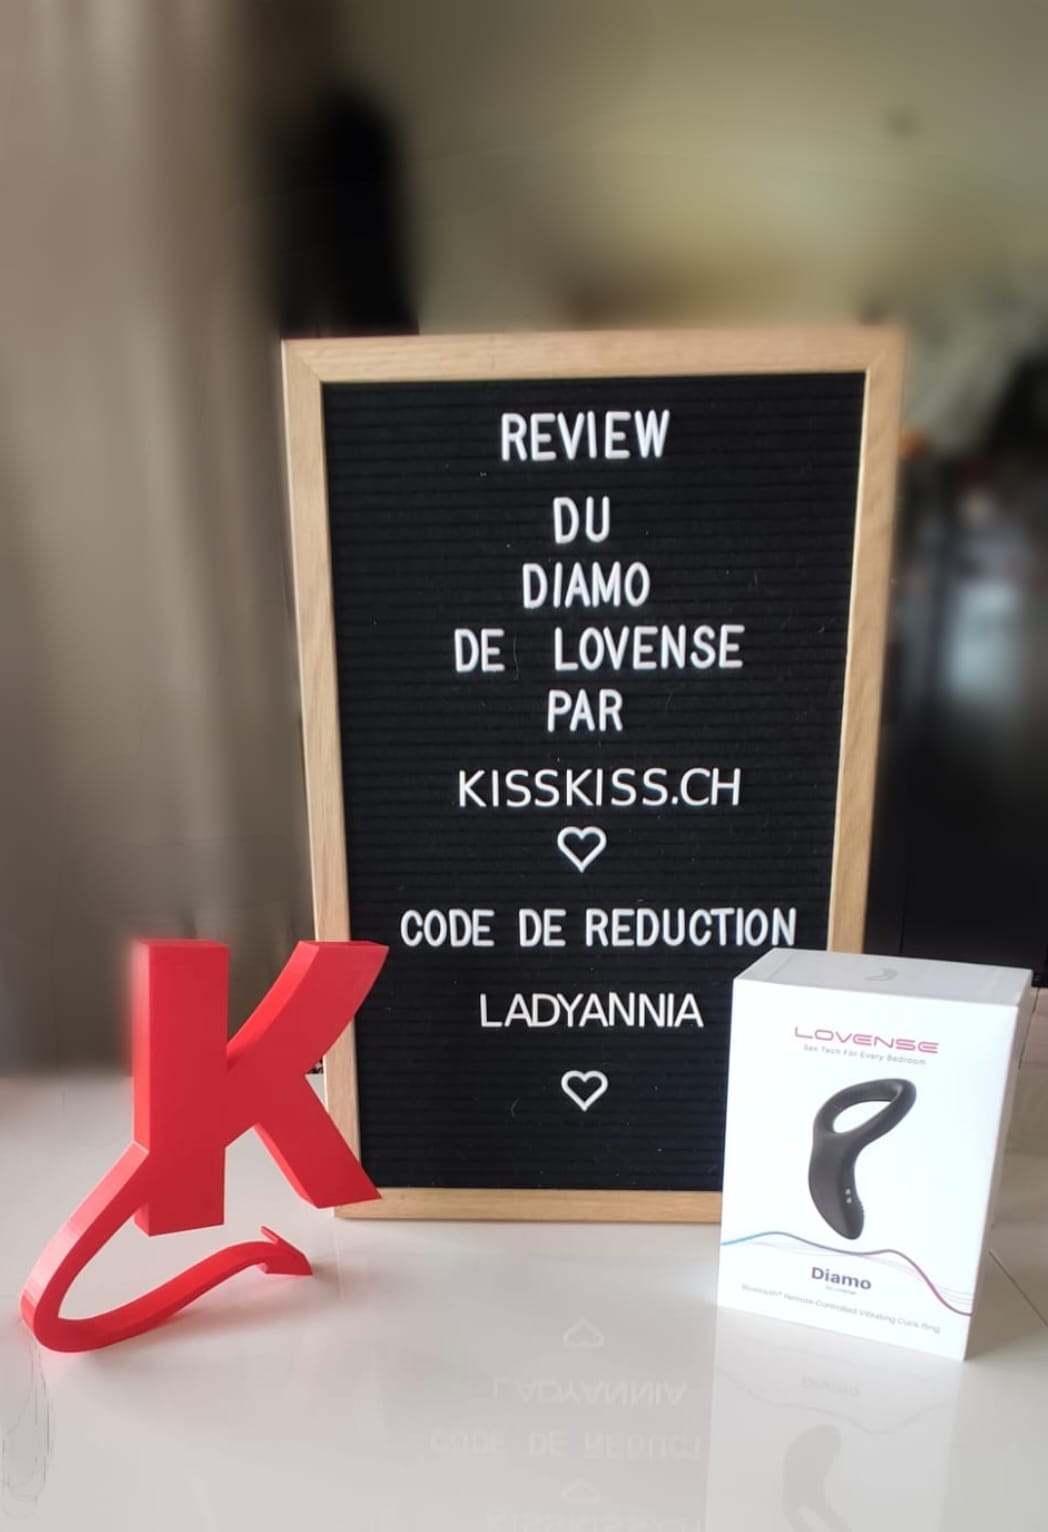 REVIEW
DU
DIAMO
DE LOVENSE
PAR
KISSKISS.CH
CODE DE REDUCTION
LADYANNIA
K
LOVENSE
Sex Tech For Every Bedroom
Diamo
Bluetooth® Remote Controlled Vibrating Cock Ring